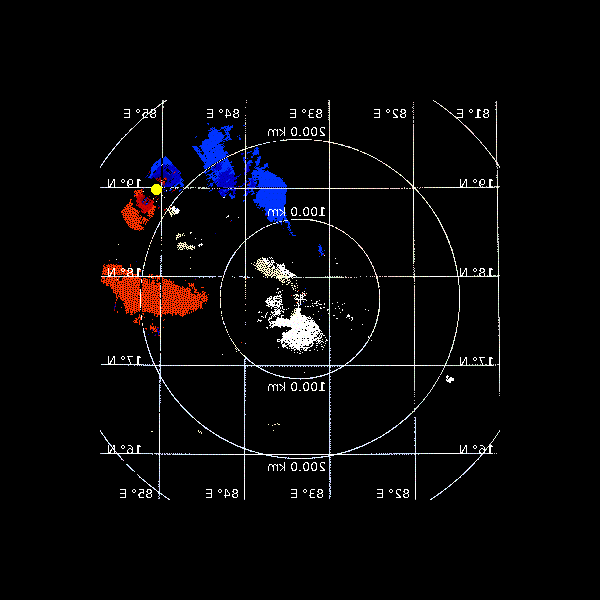 85° E 84° E 83° E 82° E 81° E
200.0 km
19° N 19° N
100.0 km
18° N 18° N
17° N 17° N
100.0 km
16° N 16° N
200.0 km
85° E 84° E 83° E 82° E